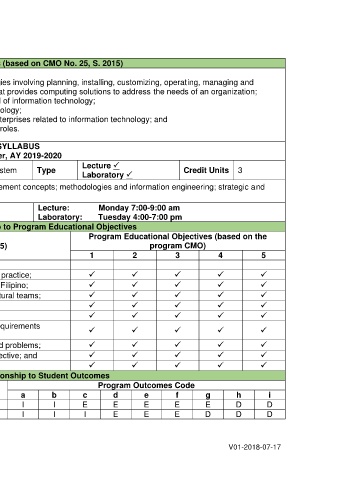 (based on CMO No. 25, S. 2015)
ies involving planning, installing, customizing, operating, managing and
at provides computing solutions to address the needs of an organization;
of information technology;
ology;
terprises related to information technology; and
roles.
SYLLABUS
er, AY 2019-2020
stem Type Lecture ✓ Laboratory ✓ Credit Units 3
ement concepts; methodologies and information engineering; strategic and
Lecture: Monday 7:00-9:00 am
Laboratory: Tuesday 4:00-7:00 pm
p to Program Educational Objectives
5) Program Educational Objectives (based on the
program CMO)
1 2 3 4 5
practice; ✓ ✓ ✓ ✓ ✓
Filipino; ✓ ✓ ✓ ✓ ✓
tural teams; ✓ ✓ ✓ ✓ ✓
✓ ✓ ✓ ✓ ✓
✓ ✓ ✓ ✓ ✓
equirements ✓ ✓ ✓ ✓ ✓
d problems; ✓ ✓ ✓ ✓ ✓
ective; and ✓ ✓ ✓ ✓ ✓
✓ ✓ ✓ ✓ ✓
onship to Student Outcomes
Program Outcomes Code
a b c d e f g h i
I I E E E E E D D
I I I E E E D D D
V01-2018-07-17